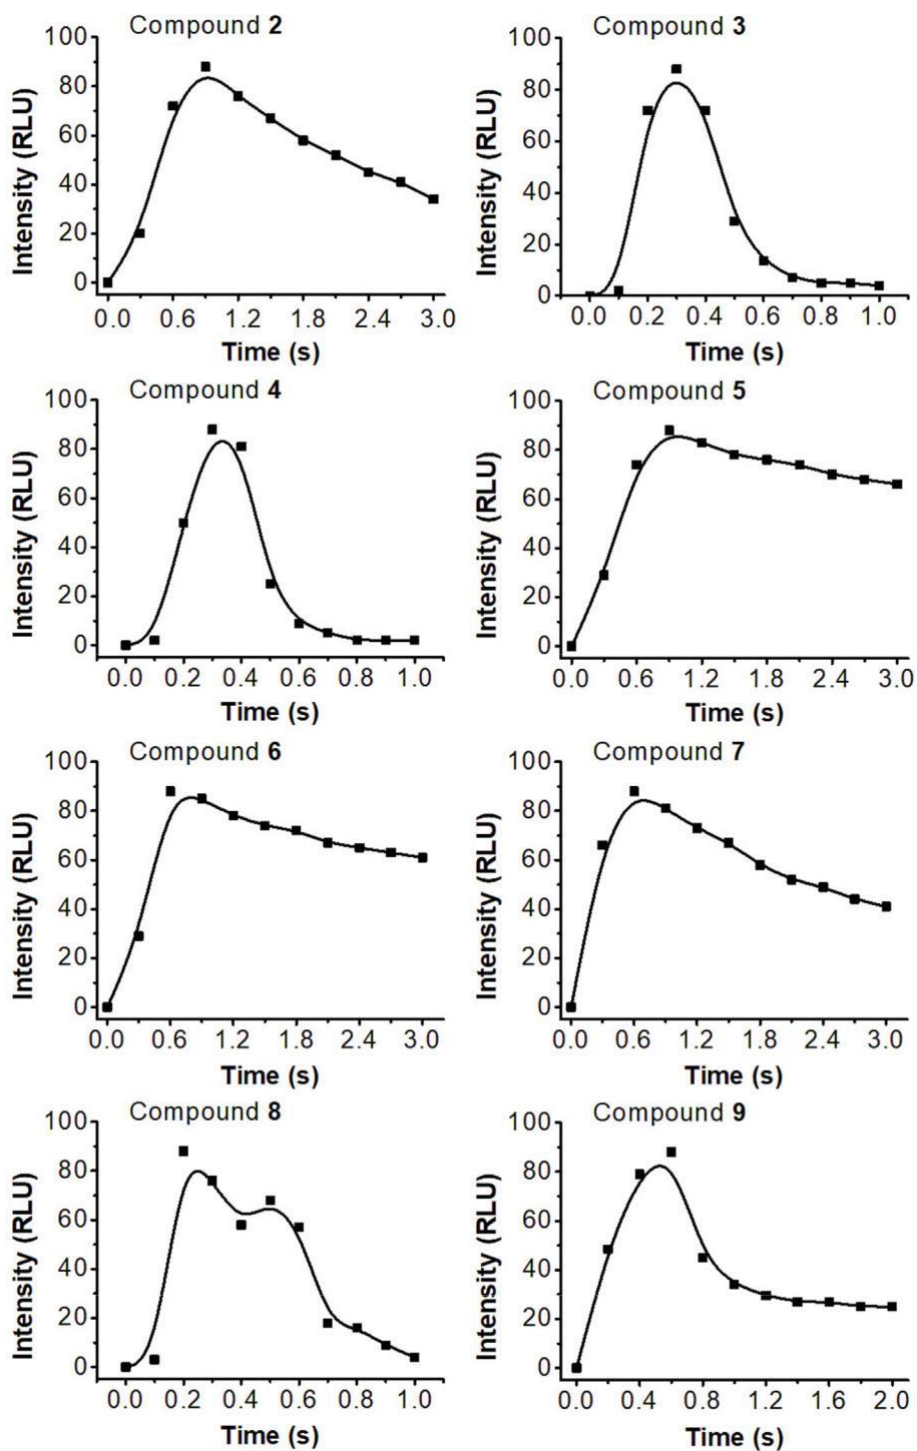 Compound 2
100
80
60
40
20
0
Intensity (RLU)
0.0 0.6 1.2 1.8 2.4 3.0
Time (s)
Compound 3
100
80
60
40
20
0
Intensity (RLU)
0.0 0.2 0.4 0.6 0.8 1.0
Time (s)
Compound 4
100
80
60
40
20
0
Intensity (RLU)
0.0 0.2 0.4 0.6 0.8 1.0
Time (s)
Compound 5
100
80
60
40
20
0
Intensity (RLU)
0.0 0.6 1.2 1.8 2.4 3.0
Time (s)
Compound 6
100
80
60
40
20
0
Intensity (RLU)
0.0 0.6 1.2 1.8 2.4 3.0
Time (s)
Compound 7
100
80
60
40
20
0
Intensity (RLU)
0.0 0.6 1.2 1.8 2.4 3.0
Time (s)
Compound 8
100
80
60
40
20
0
Intensity (RLU)
0.0 0.2 0.4 0.6 0.8 1.0
Time (s)
Compound 9
100
80
60
40
20
0
Intensity (RLU)
0.0 0.4 0.8 1.2 1.6 2.0
Time (s)